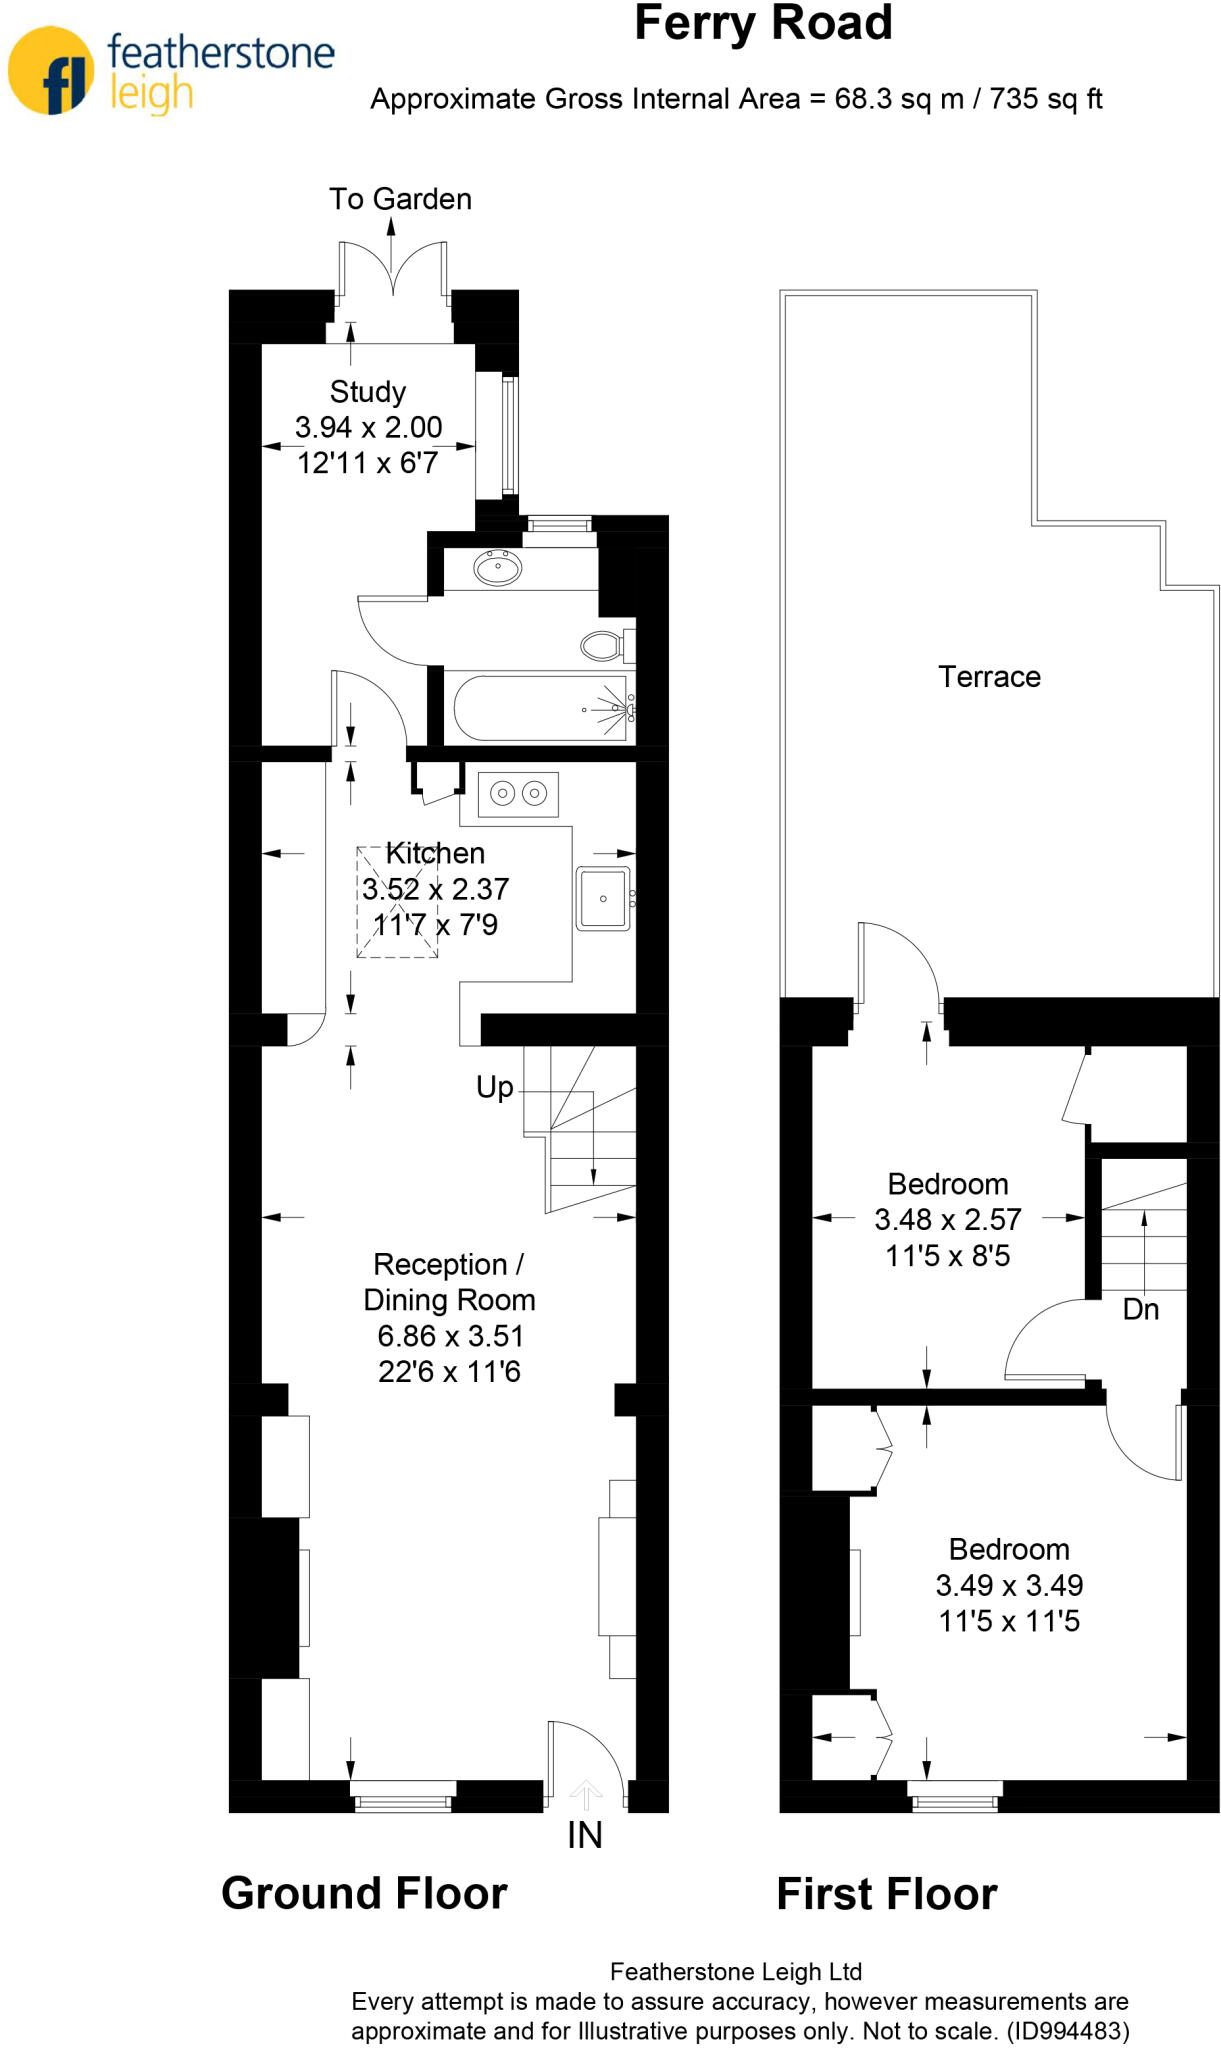 Ferry Road
featherstone
leigh
fl
Approximate Gross Internal Area = 68.3 sq m / 735 sq ft
To Garden
Study
3.94 x 2.00
12'11 x 6'7
Kitchen
3.52 x 2.37
11'7 x 7'9
Up
Reception /
Dining Room
6.86 x 3.51
22'6 x 11'6
IN
Ground Floor
Terrace
Bedroom
3.48 x 2.57
11'5 x 8'5
Dn
Bedroom
3.49 x 3.49
11'5 x 11'5
First Floor
Featherstone Leigh Ltd
Every attempt is made to assure accuracy, however measurements are
approximate and for Illustrative purposes only. Not to scale. (ID994483)